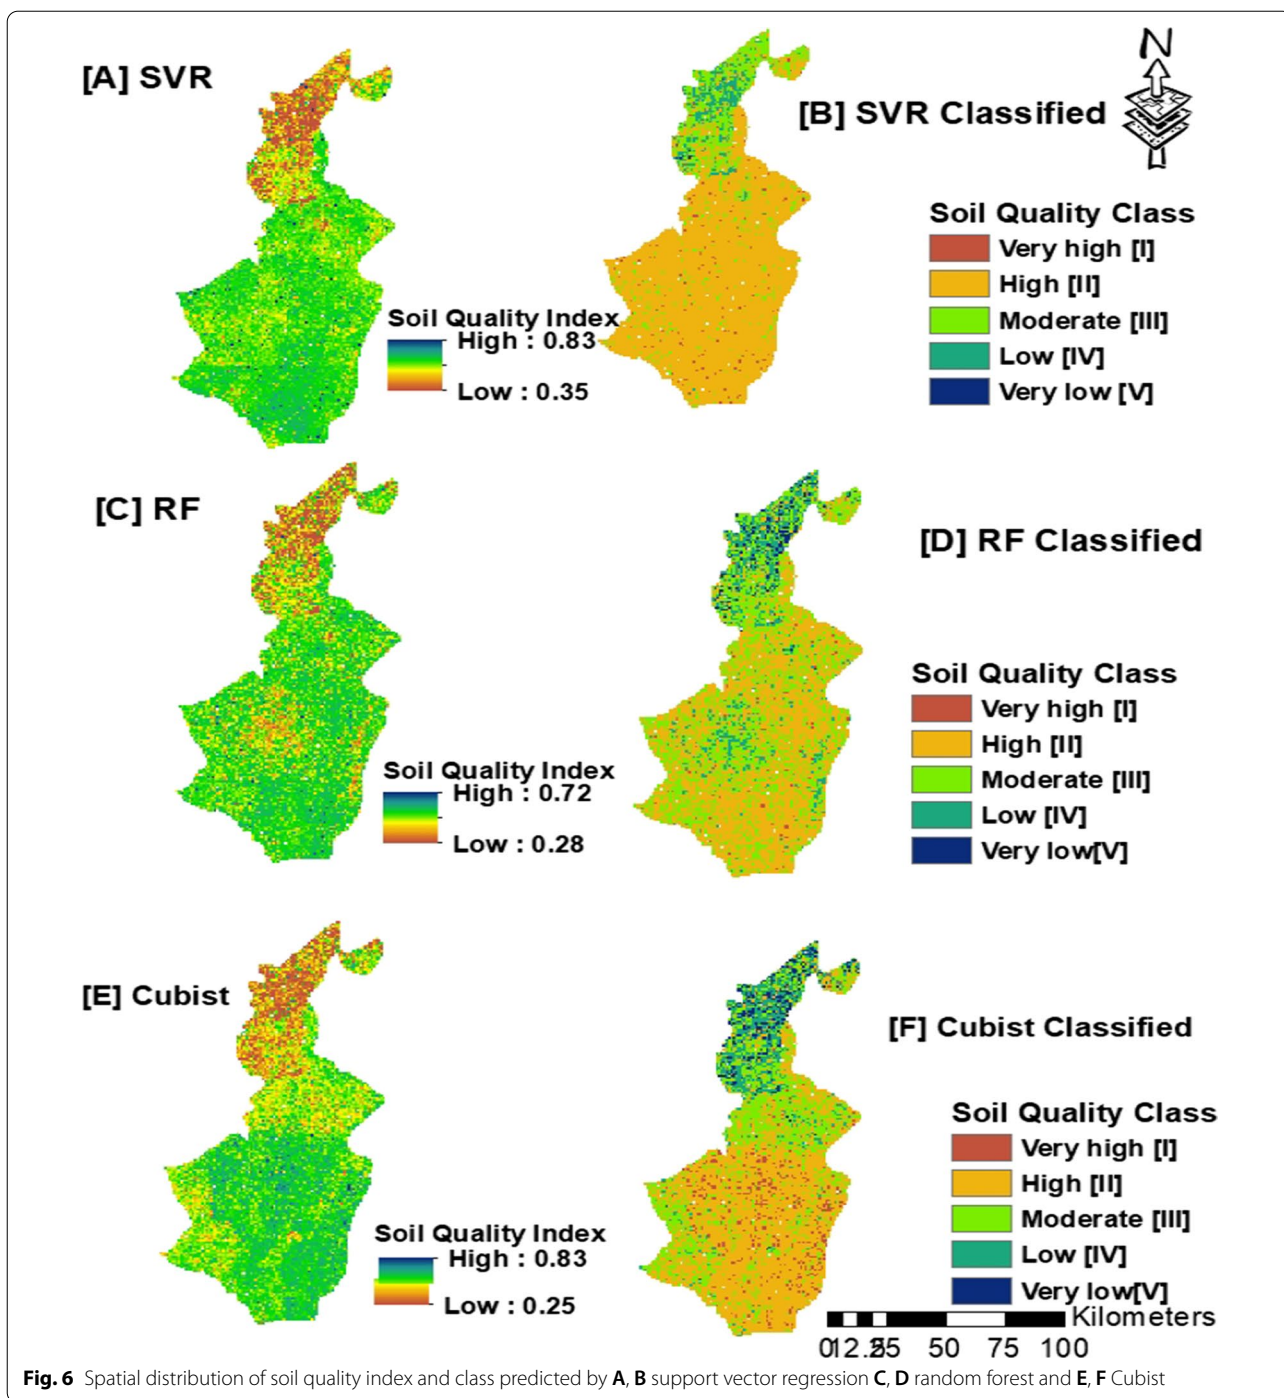 [A] SVR
N
[B] SVR Classified
Soil Quality Class
Very high [I]
High [II]
Moderate [III]
Low [IV]
Very low [V]
Soil Quality Index
High : 0.83
Low : 0.35
[C] RF
[D] RF Classified
Soil Quality Class
Very high [I]
High [II]
Moderate [III]
Low [IV]
Very low[V]
Soil Quality Index
High : 0.72
Low : 0.28
[E] Cubist
[F] Cubist Classified
Soil Quality Class
Very high [I]
High [II]
Moderate [III]
Low [IV]
Very low[V]
Soil Quality Index
High : 0.83
Low : 0.25
Kilometers
0 12.5 25 50 75 100
Fig. 6 Spatial distribution of soil quality index and class predicted by A, B support vector regression C, D random forest and E, F Cubist